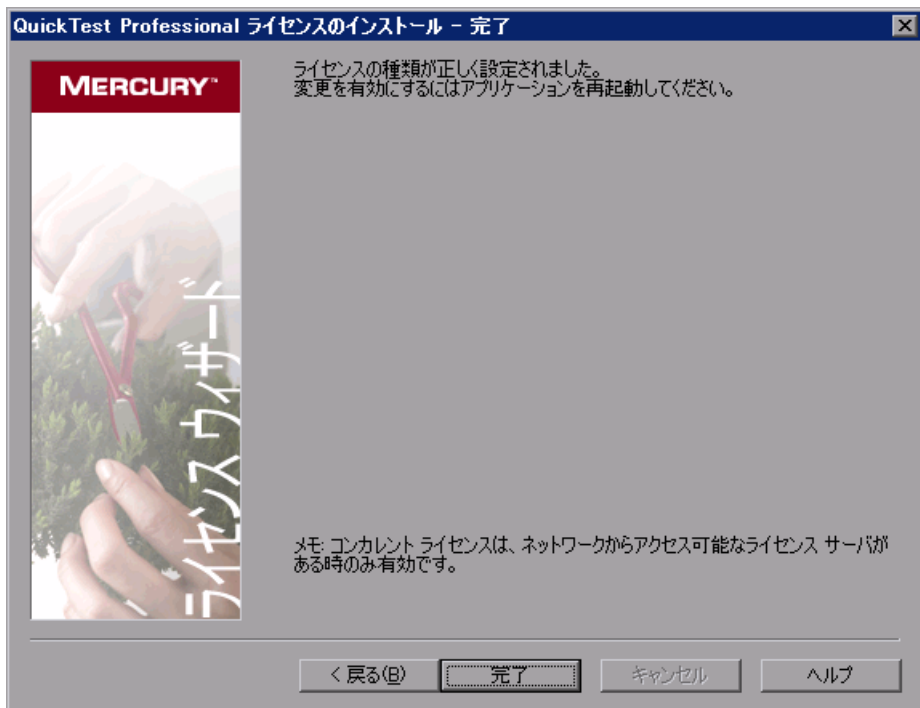 QuickTest Professional ライセンスのインストール - 完了
MERCURY™
ライセンス ウィザード
ライセンスの種類が正しく設定されました。
変更を有効にするにはアプリケーションを再起動してください。
メモ: コンカレント ライセンスは、ネットワークからアクセス可能なライセンス サーバが
ある時のみ有効です。
< 戻る(B)
完了
キャンセル
ヘルプ